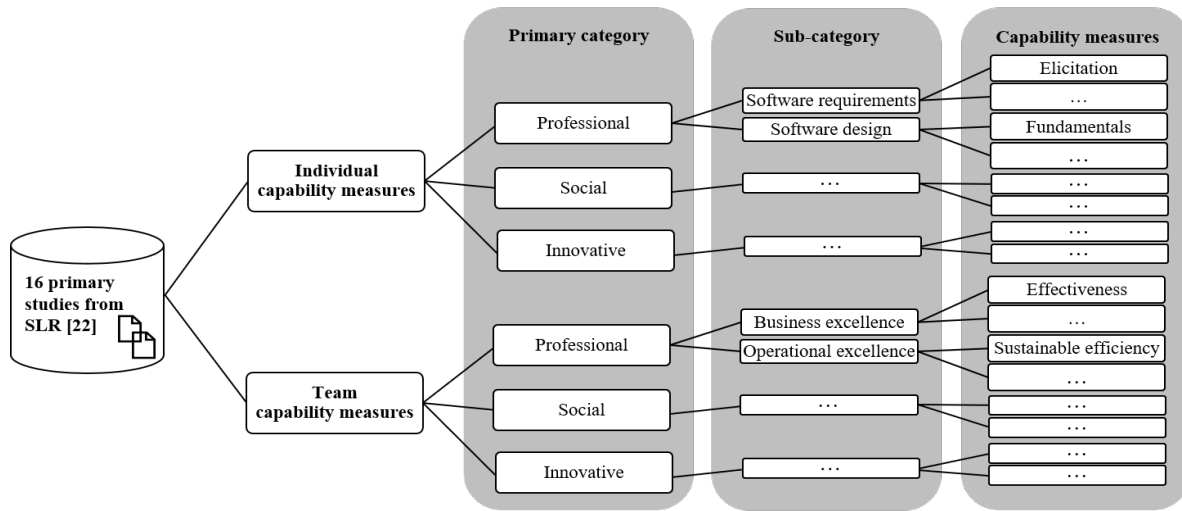 Primary category
Sub-category
Capability measures
Elicitation
Software requirements
…
Professional
Software design
Fundamentals
…
Individual
capability measures
Social
…
…
…
Innovative
…
…
…
16 primary
studies from
SLR [22]
Effectiveness
Business excellence
…
Professional
Operational excellence
Sustainable efficiency
…
Team
capability measures
Social
…
…
…
Innovative
…
…
…